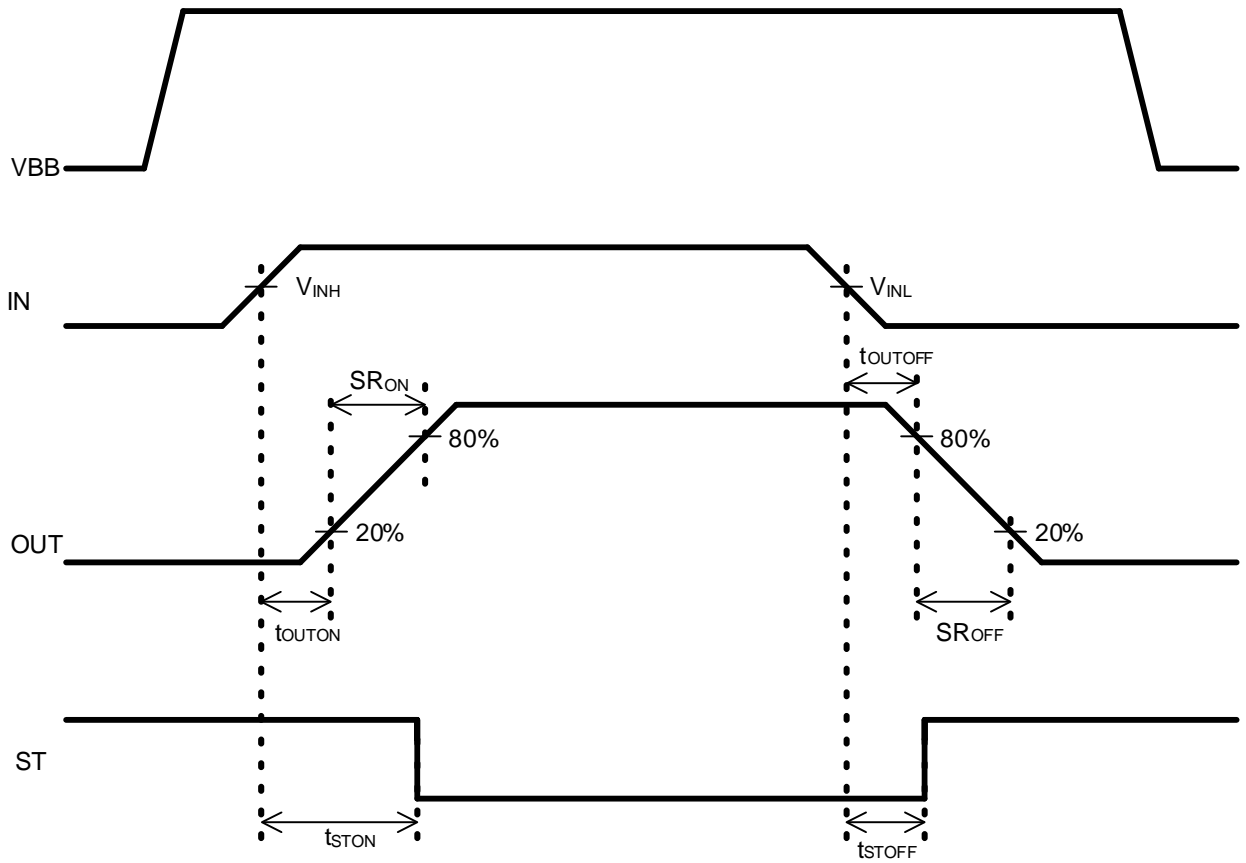 VBB
IN
VINH
VINL
tOUTOFF
SRON
80%
80%
20%
20%
OUT
tOUTON
SROFF
ST
tSTON
tSTOFF